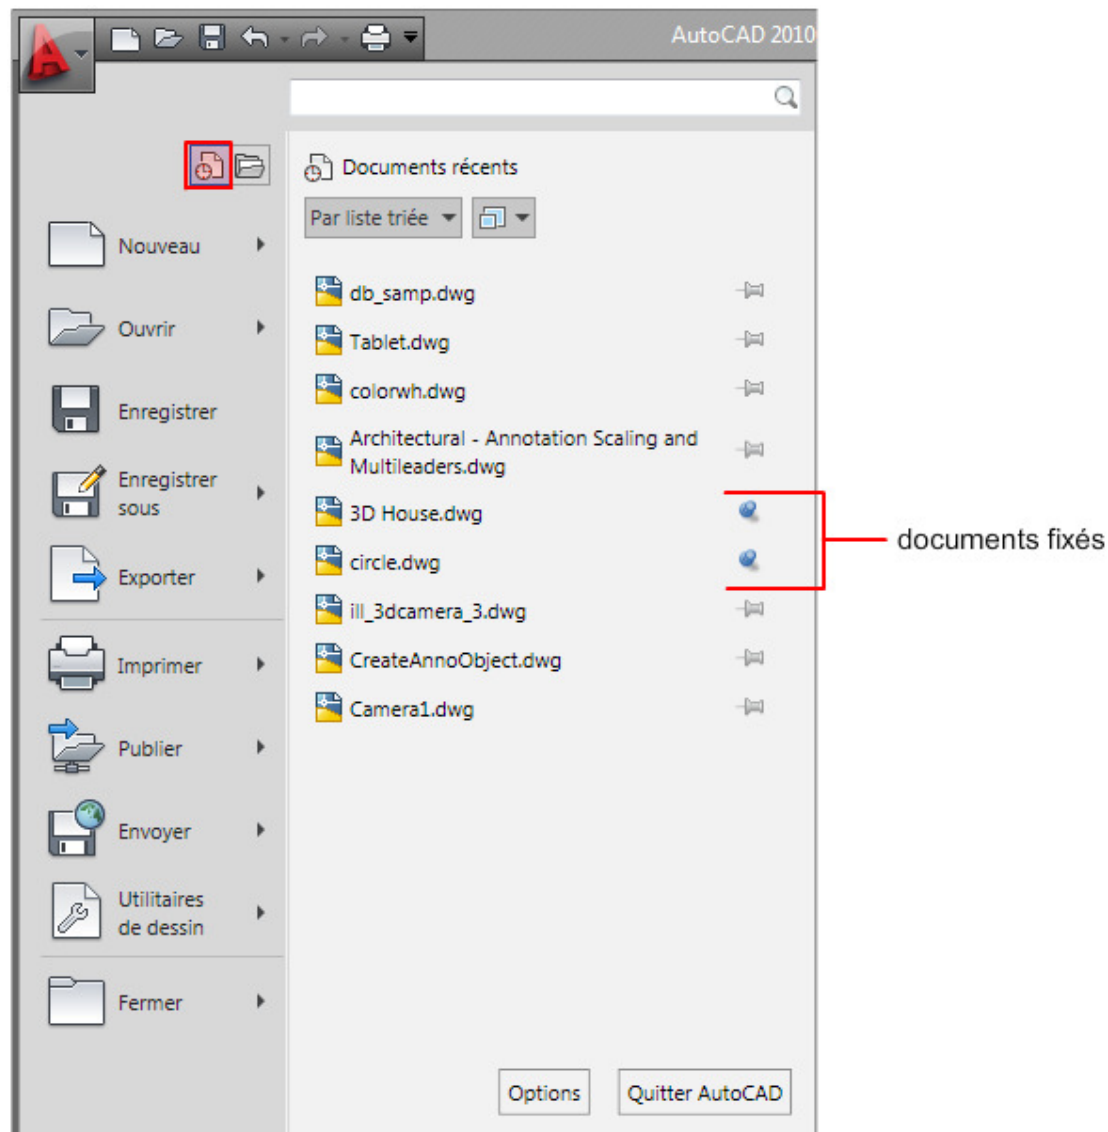 AutoCAD 2010
Documents récents
Par liste triée
Nouveau
Ouvrir
Enregistrer
Enregistrer
sous
Exporter
Imprimer
Publier
Envoyer
Utilitaires
de dessin
Fermer
db_samp.dwg
Tablet.dwg
colorwh.dwg
Architectural - Annotation Scaling and
Multileaders.dwg
3D House.dwg
circle.dwg
ill_3dcamera_3.dwg
CreateAnnoObject.dwg
Camera1.dwg
documents fixés
Options
Quitter AutoCAD